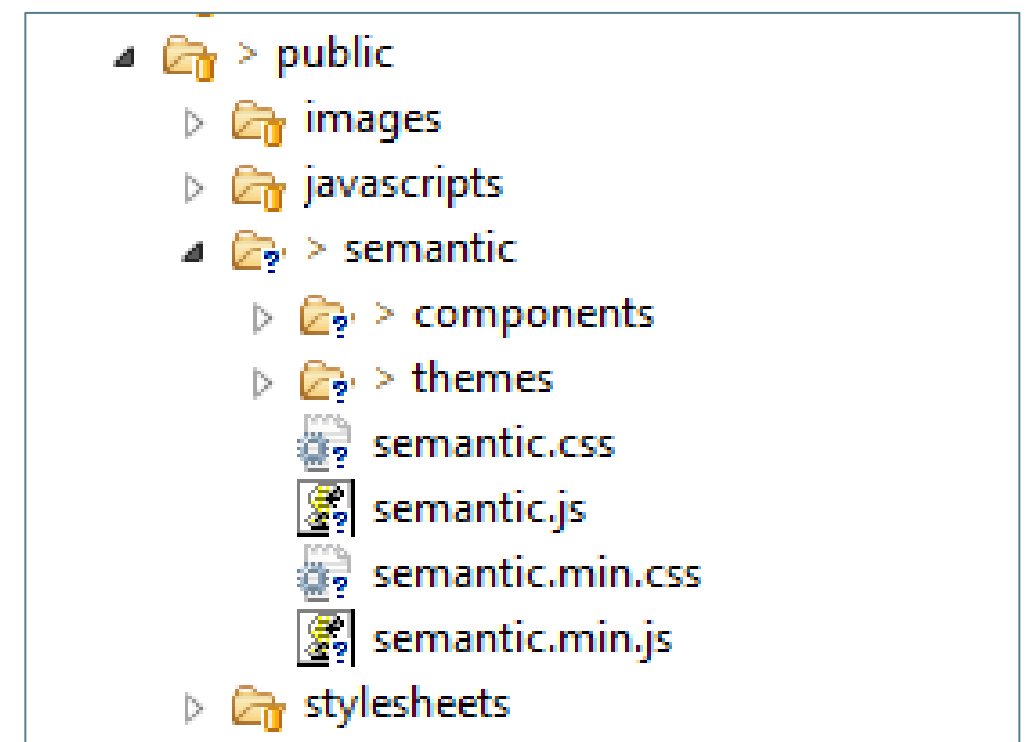 > public
images
javascripts
> semantic
> components
> themes
semantic.css
semantic.js
semantic.min.css
semantic.min.js
stylesheets